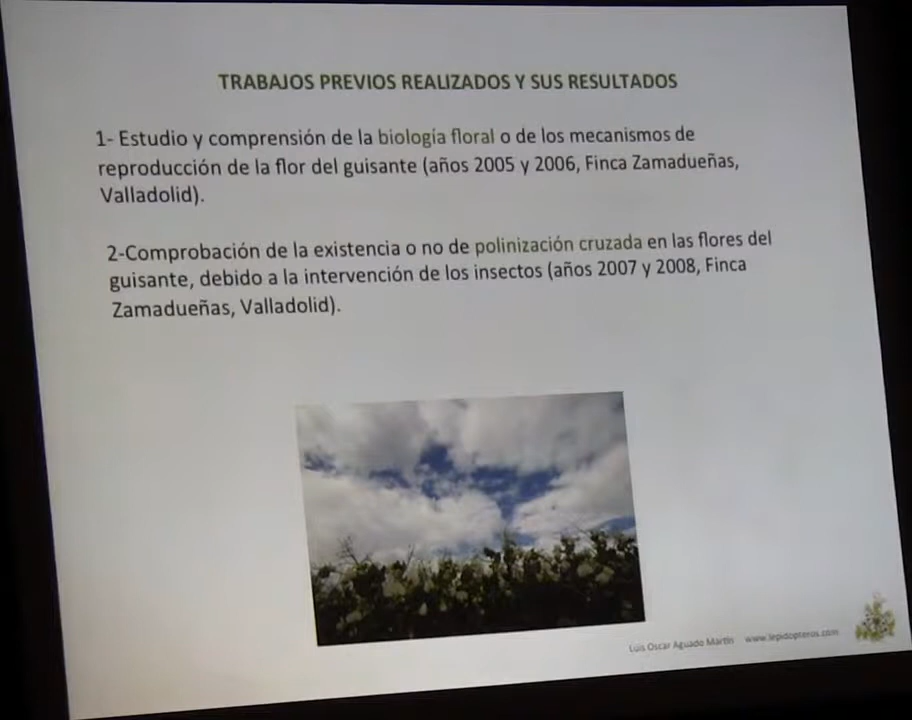 TRABAJOS PREVIOS REALIZADOS Y SUS RESULTADOS
1- Estudio y comprensión de la biología floral o de los mecanismos de
reproducción de la flor del guisante (años 2005 y 2006, Finca Zamadueñas,
Valladolid).
2-Comprobación de la existencia o no de polinización cruzada en las flores del
guisante, debido a la intervención de los insectos (años 2007 y 2008, Finca
Zamadueñas, Valladolid).
Luis Oscar Aguado Martín www.lepidopteros.com